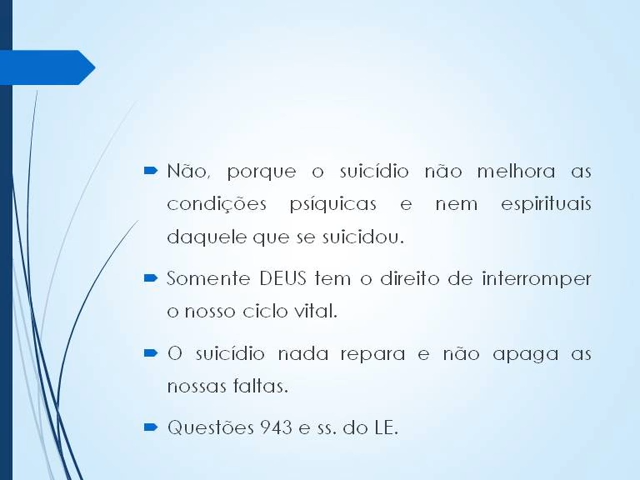 Não, porque o suicídio não melhora as
condições psíquicas e nem espirituais
daquele que se suicidou.
Somente DEUS tem o direito de interromper
o nosso ciclo vital.
O suicídio nada repara e não apaga as
nossas faltas.
Questões 943 e ss. do LE.